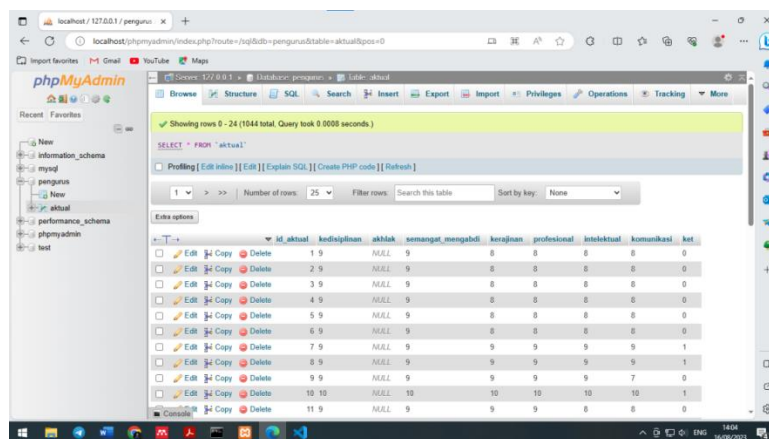 localhost / 127.0.0.1 / pengurus
localhost/phpmyadmin/index.php?route=/sql&db=pengurus&table=aktual&pos=0
Import favorites M Gmail YouTube Maps
phpMyAdmin
Recent Favorites
New
information_schema
mysql
pengurus
New
aktual
performance_schema
phpmyadmin
test
Server: 127.0.0.1 » Database: pengurus » Table: aktual
Browse Structure SQL Search Insert Export Import Privileges Operations Tracking More
Showing rows 0 - 24 (1044 total, Query took 0.0008 seconds.)
SELECT * FROM `aktual`
Profiling [ Edit inline ] [ Edit ] [ Explain SQL ] [ Create PHP code ] [ Refresh ]
1 > >> Number of rows: 25 Filter rows: Search this table Sort by key: None
Extra options
←T→ id_aktual kedisiplinan akhlak semangat_mengabdi kerajinan profesional intelektual komunikasi ket
Edit Copy Delete 1 9 NULL 9 8 8 8 8 0
Edit Copy Delete 2 9 NULL 9 8 8 8 8 0
Edit Copy Delete 3 9 NULL 9 8 8 8 8 0
Edit Copy Delete 4 9 NULL 9 8 8 8 8 0
Edit Copy Delete 5 9 NULL 9 8 8 8 8 0
Edit Copy Delete 6 9 NULL 9 8 8 8 8 0
Edit Copy Delete 7 9 NULL 9 9 9 9 9 1
Edit Copy Delete 8 9 NULL 9 9 9 9 9 1
Edit Copy Delete 9 9 NULL 9 9 9 9 7 0
Edit Copy Delete 10 10 NULL 10 10 10 10 10 1
Edit Copy Delete 11 9 NULL 9 9 9 8 8 0
Console
ENG 14:04
16/08/2023